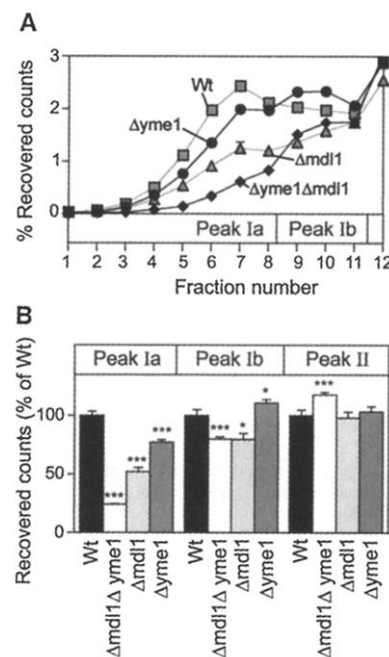 A
% Recovered counts
3
2
1
0
Wt
Δyme1
Δmdl1
Δyme1Δmdl1
Peak Ia
Peak Ib
1 2 3 4 5 6 7 8 9 10 11 12
Fraction number
B
Recovered counts (% of Wt)
Peak Ia
Peak Ib
Peak II
100
50
0
***
***
***
***
*
*
***
Wt
Δmdl1Δ yme1
Δmdl1
Δyme1
Wt
Δmdl1Δ yme1
Δmdl1
Δyme1
Wt
Δmdl1Δ yme1
Δmdl1
Δyme1